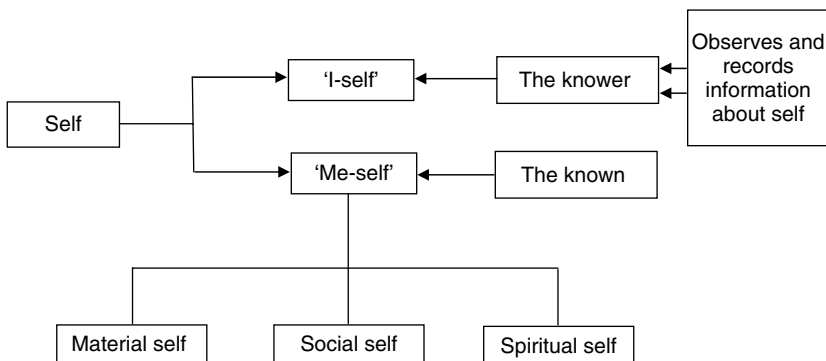 ‘I-self’
The knower
Observes and
records
information
about self
Self
‘Me-self’
The known
Material self
Social self
Spiritual self